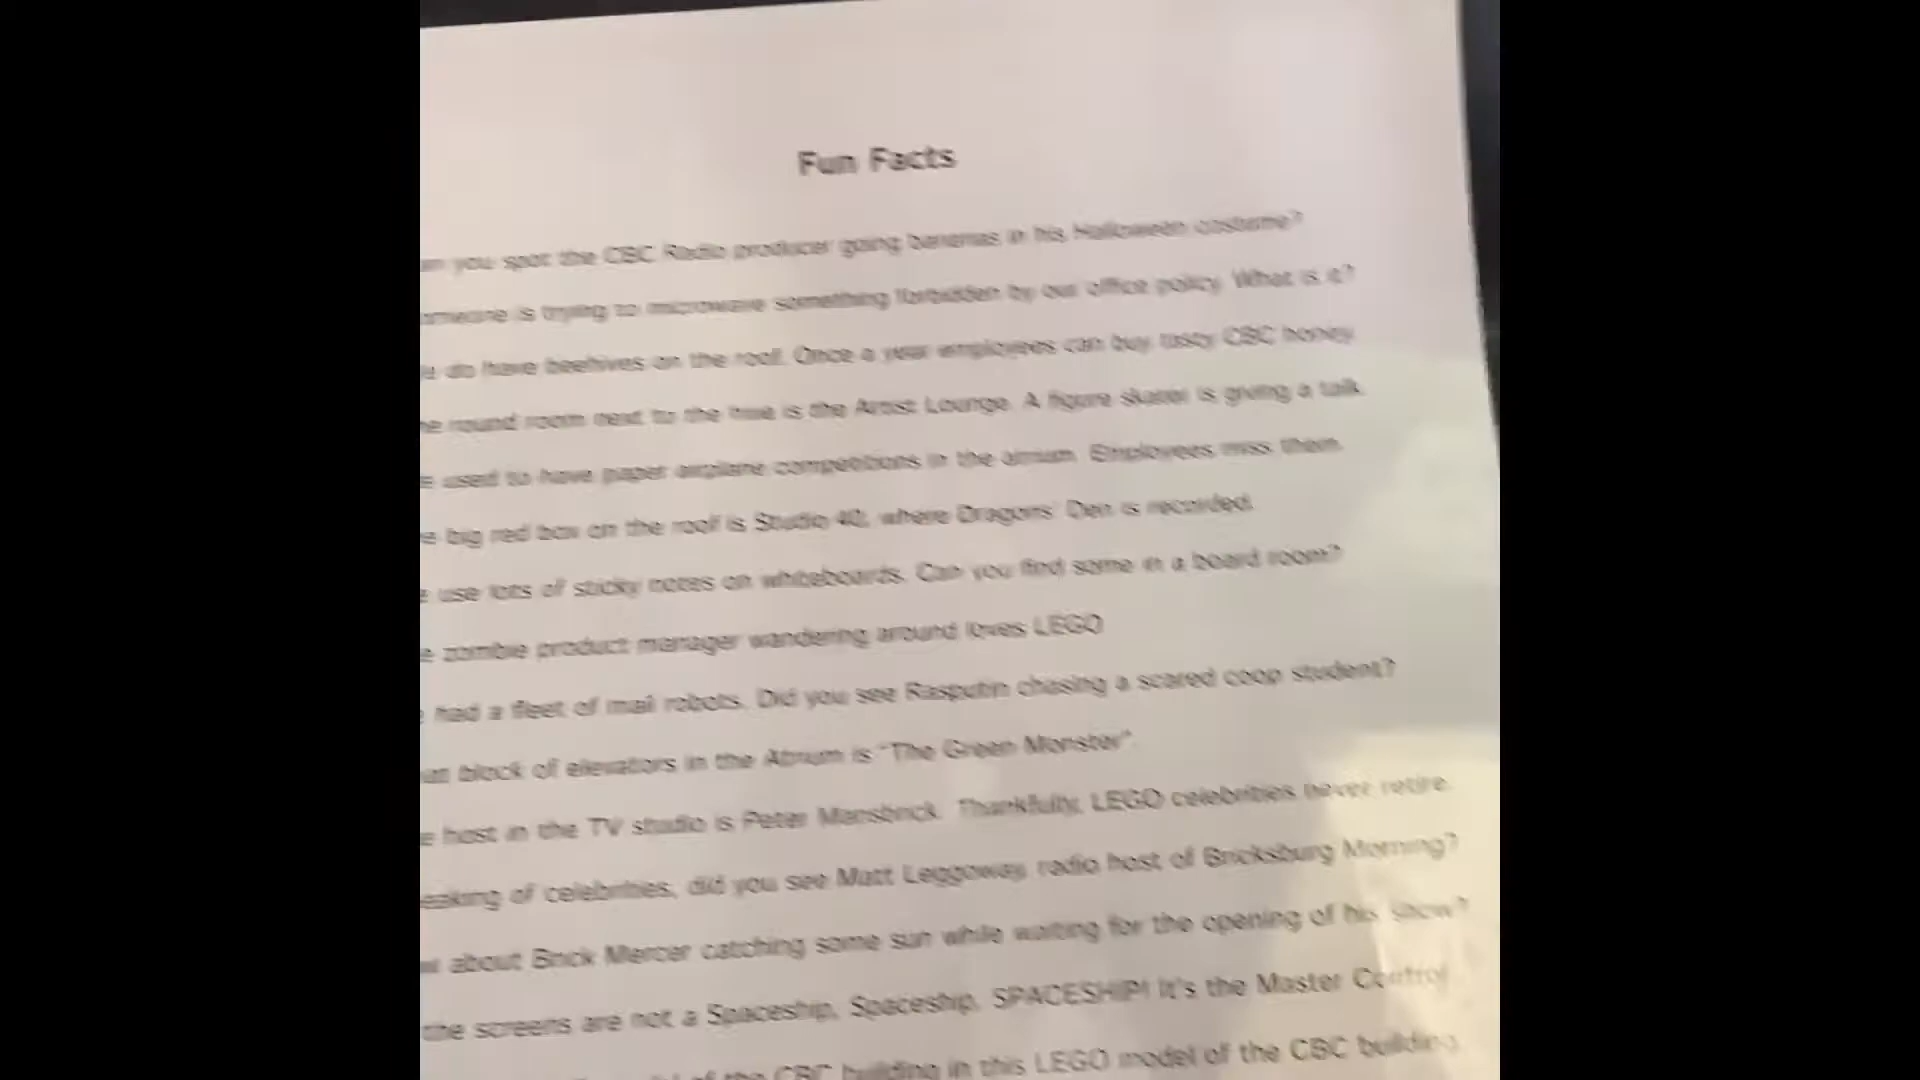 Fun Facts
you spot the CBC Radio producer going bananas in his Halloween costume?
is trying to microwave something forbidden by our office policy. What is it?
do have beehives on the roof. Once a year employees can buy tasty CBC honey.
round room next to the hive is the Artist Lounge. A figure skater is giving a talk.
used to have paper airplane competitions in the atrium. Employees miss them.
big red box on the roof is Studio 42, where Dragons' Den is recorded.
use lots of sticky notes on whiteboards. Can you find some in a board room?
zombie product manager wandering around loves LEGO
had a fleet of mail robots. Did you see Rasputin chasing a scared coop student?
block of elevators in the Atrium is "The Green Monster".
host in the TV studio is Peter Mansbrick. Thankfully, LEGO celebrities never retire.
of celebrities, did you see Matt Leggoway, radio host of Bricksburg Morning?
about Brick Mercer catching some sun while waiting for the opening of his show?
the screens are not a Spaceship, Spaceship, SPACESHIP! It's the Master Control
of the CBC building in this LEGO model of the CBC building.